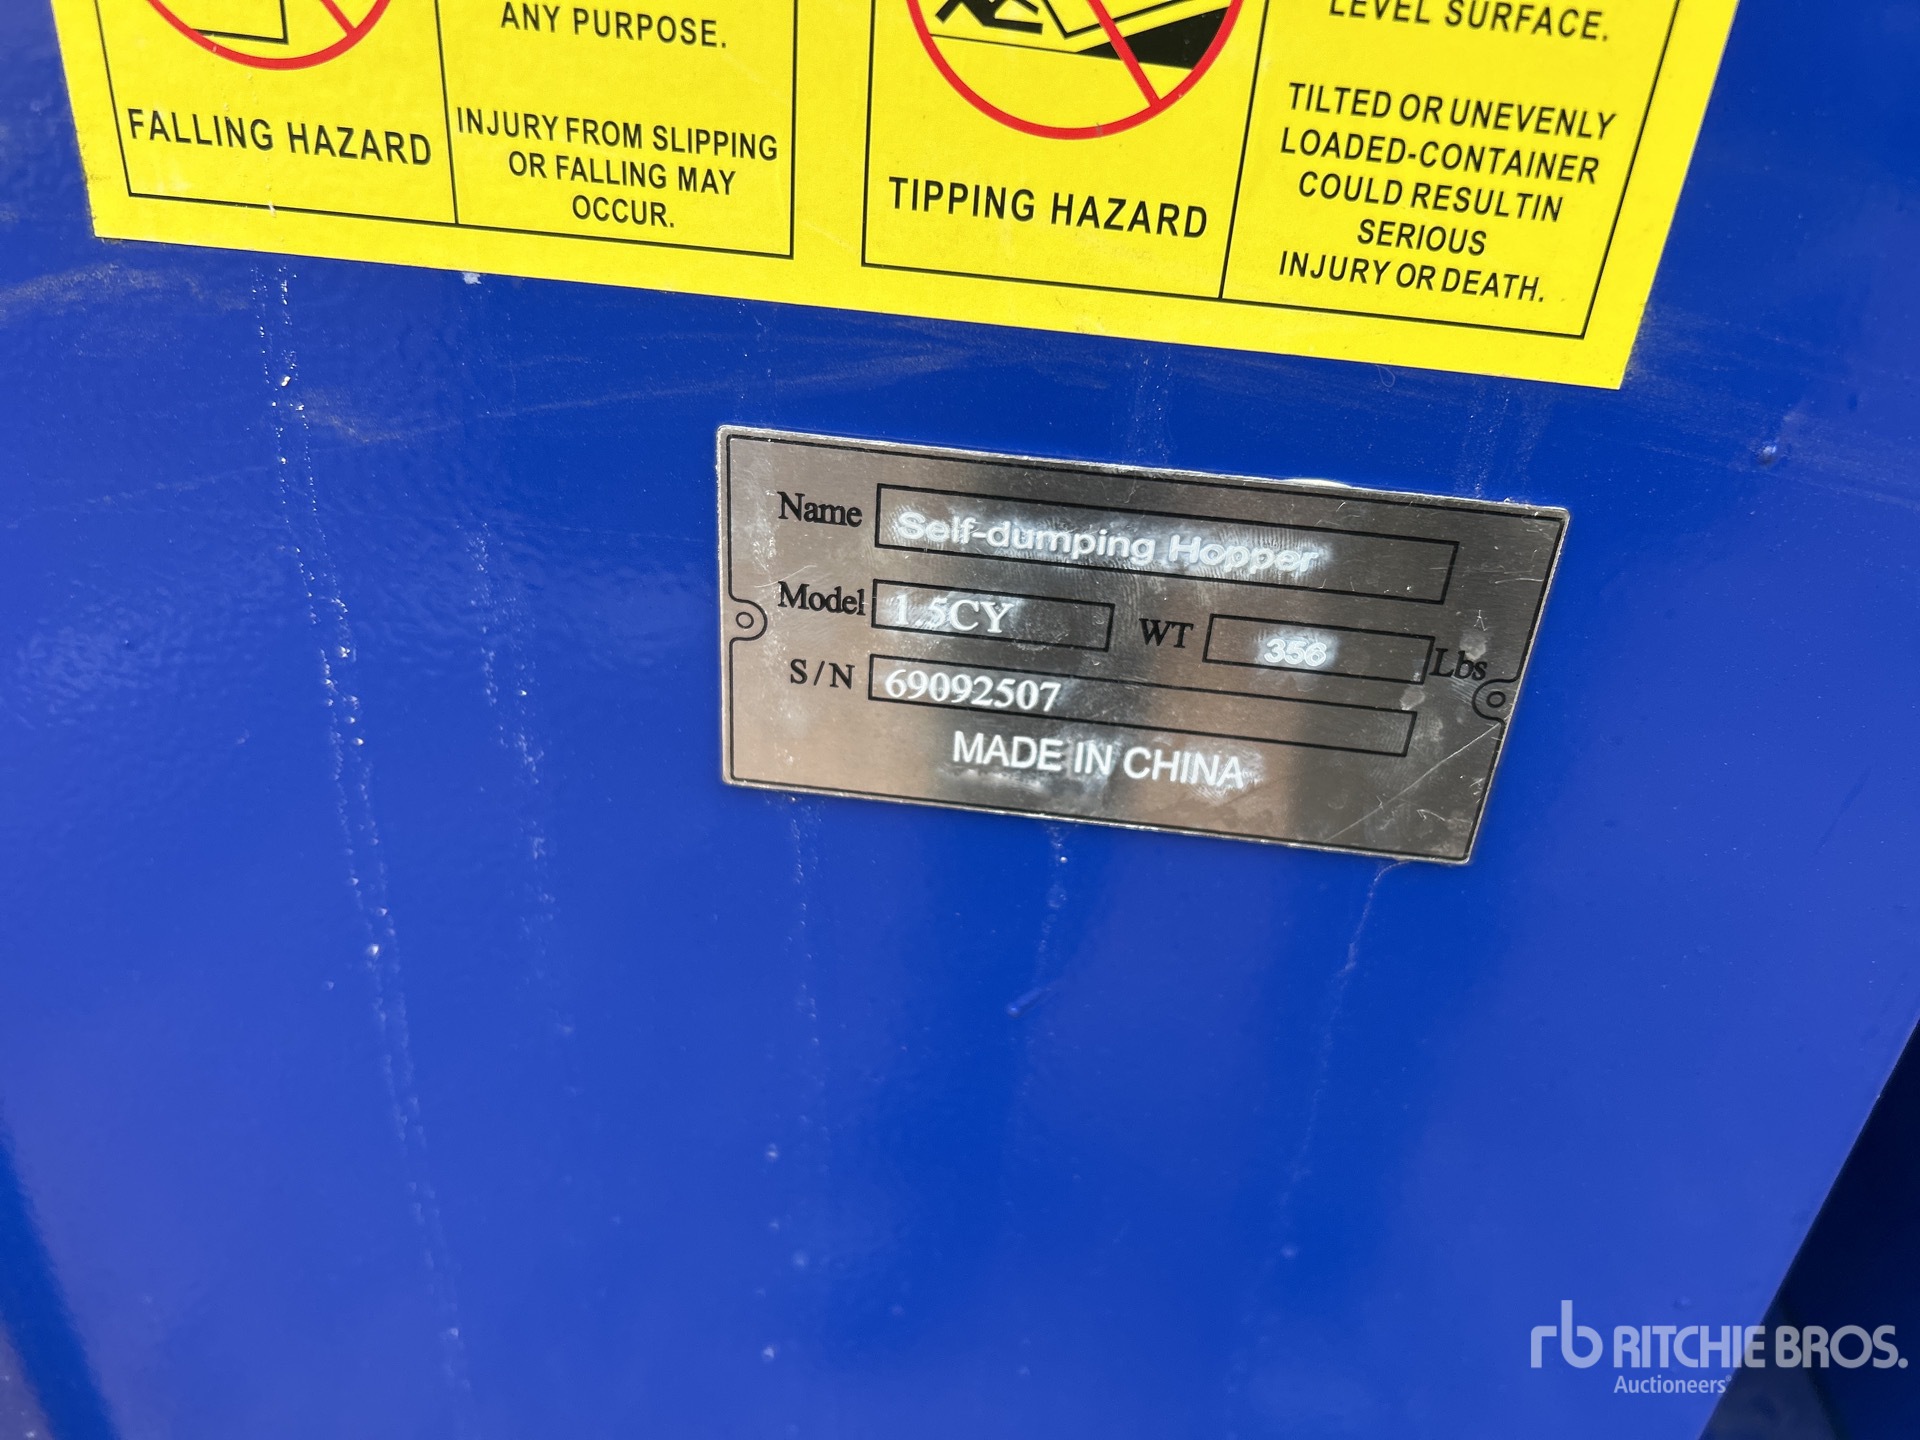 ANY PURPOSE.
FALLING HAZARD
INJURY FROM SLIPPING
OR FALLING MAY
OCCUR.
TIPPING HAZARD
LEVEL SURFACE.
TILTED OR UNEVENLY
LOADED-CONTAINER
COULD RESULTIN
SERIOUS
INJURY OR DEATH.
Name Self-dumping Hopper
Model 1.5CY WT 356 Lbs
S/N 69092507
MADE IN CHINA
rb RITCHIE BROS.
Auctioneers